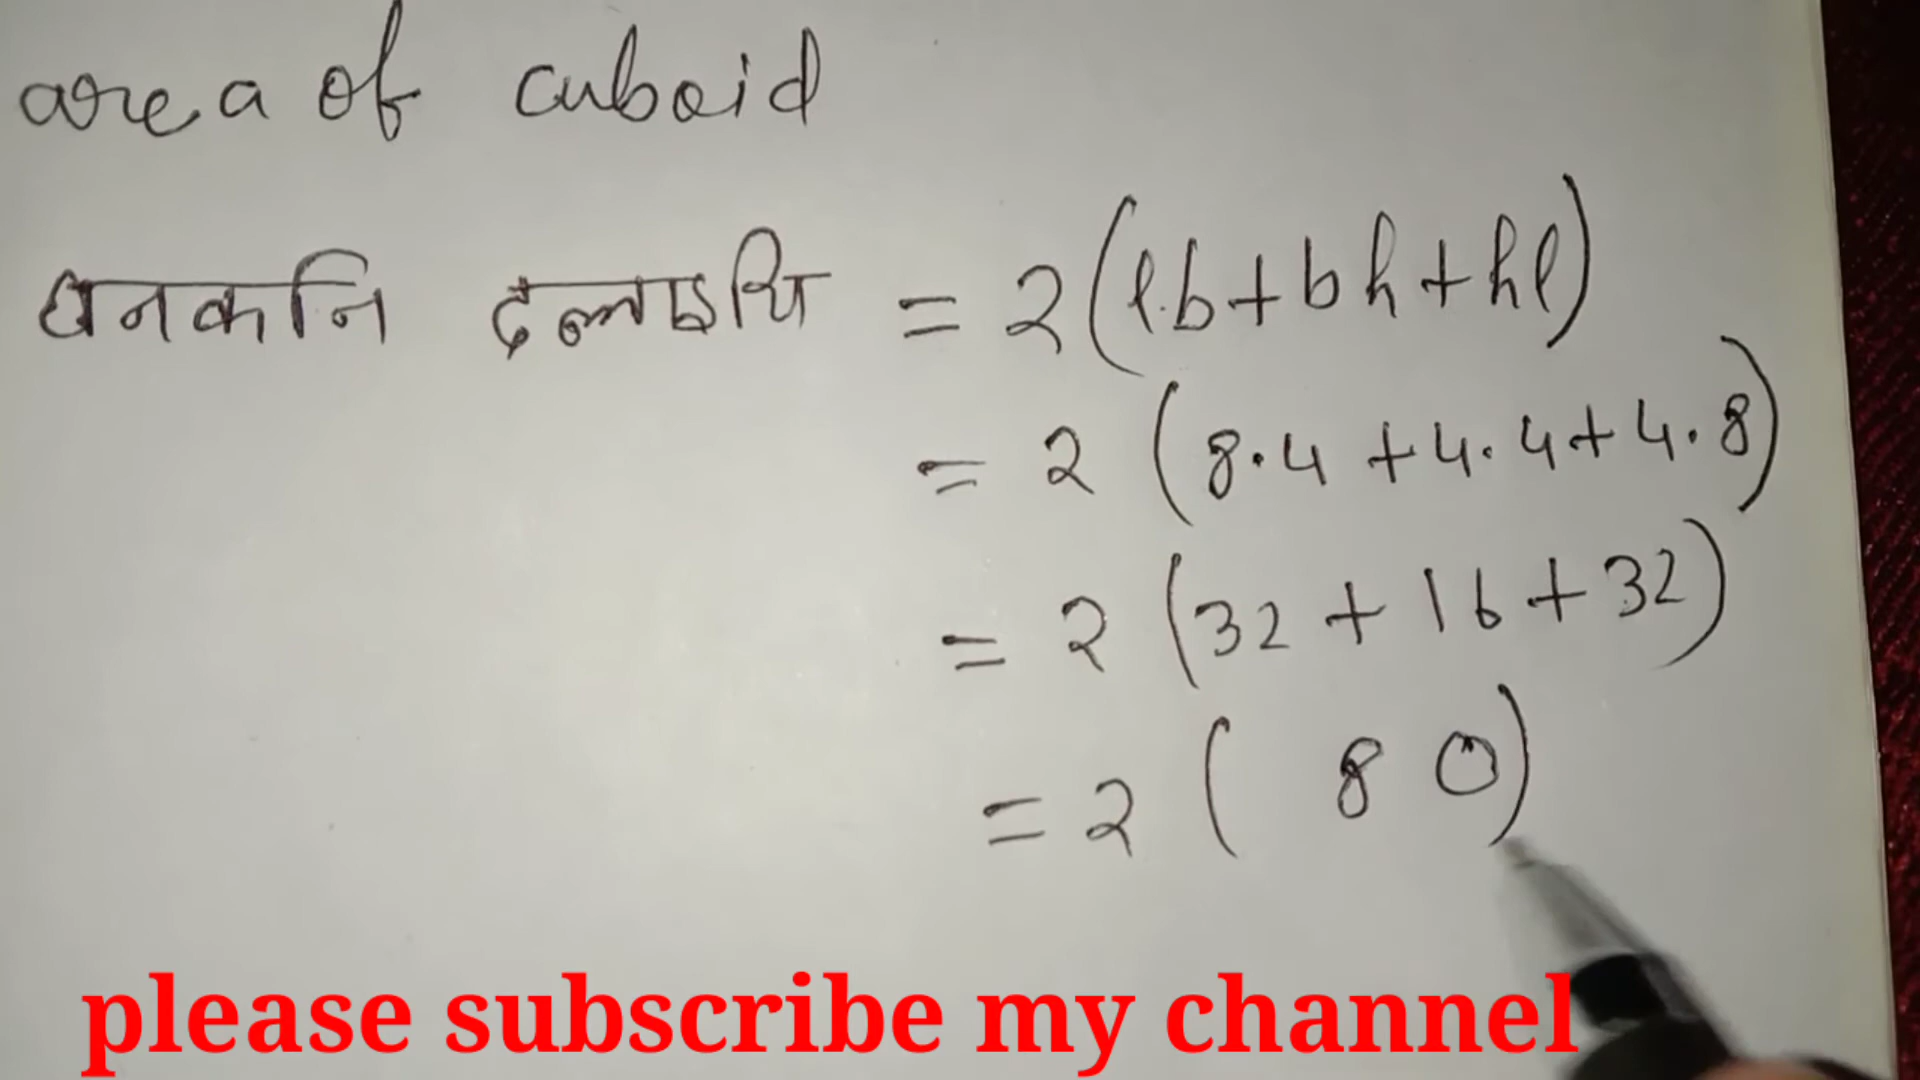 area of cuboid
= 2(l.b+bh+hl)
= 2 (8.4 +4.4+4.8)
= 2 (32 + 16 + 32)
= 2 ( 80)
please subscribe my channel